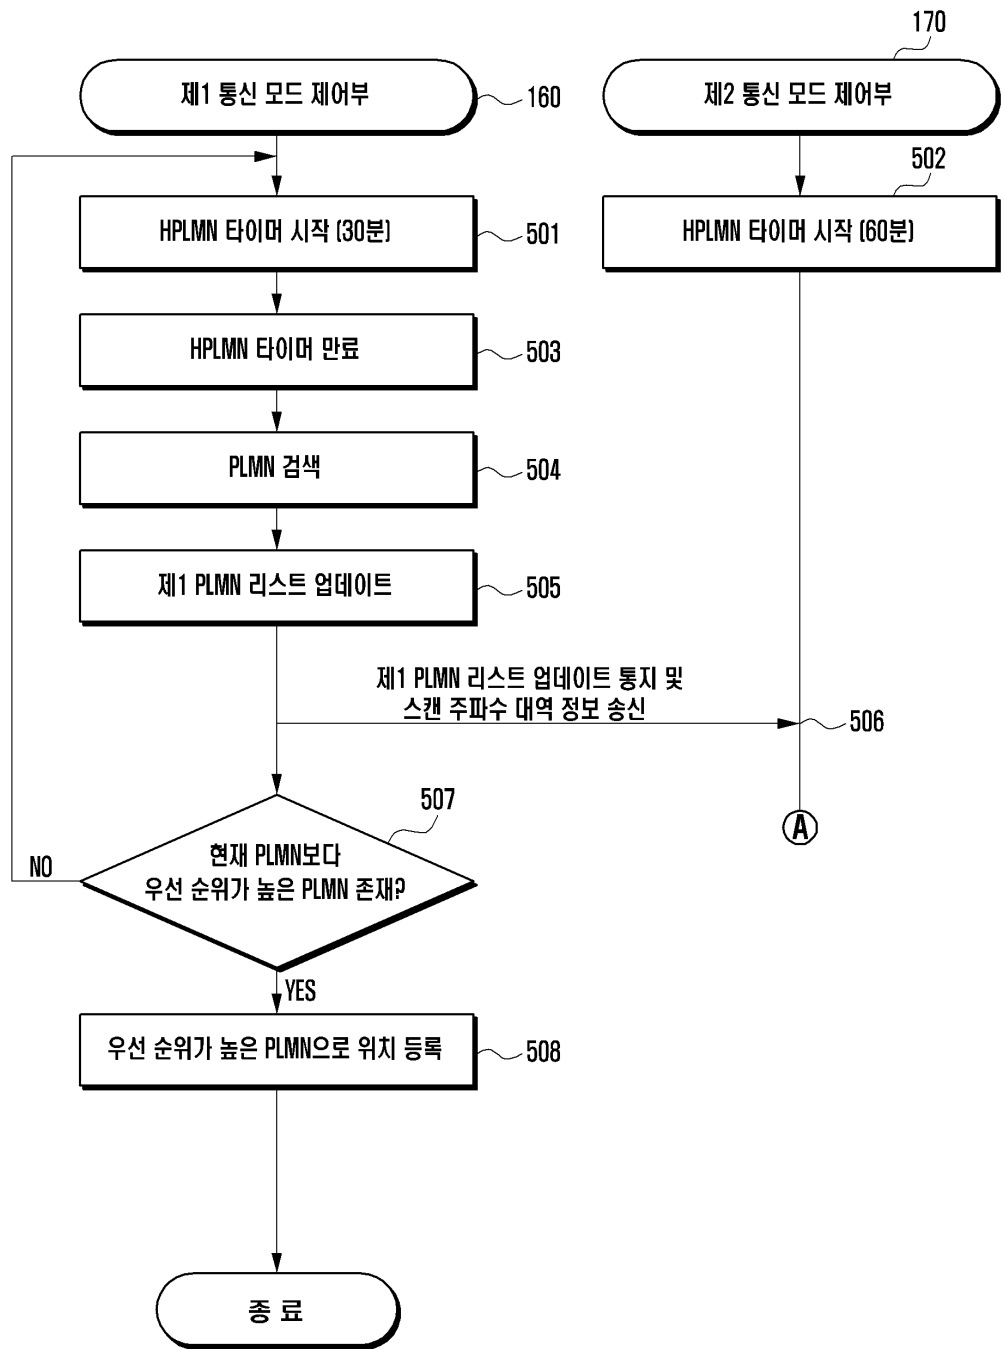 170
제1 통신 모드 제어부
160
제2 통신 모드 제어부
502
HPLMN 타이머 시작 (30분)
501
HPLMN 타이머 시작 (60분)
HPLMN 타이머 만료
503
PLMN 검색
504
제1 PLMN 리스트 업데이트
505
제1 PLMN 리스트 업데이트 통지 및
스캔 주파수 대역 정보 송신
506
507
A
현재 PLMN보다
우선 순위가 높은 PLMN 존재?
NO
YES
우선 순위가 높은 PLMN으로 위치 등록
508
종 료